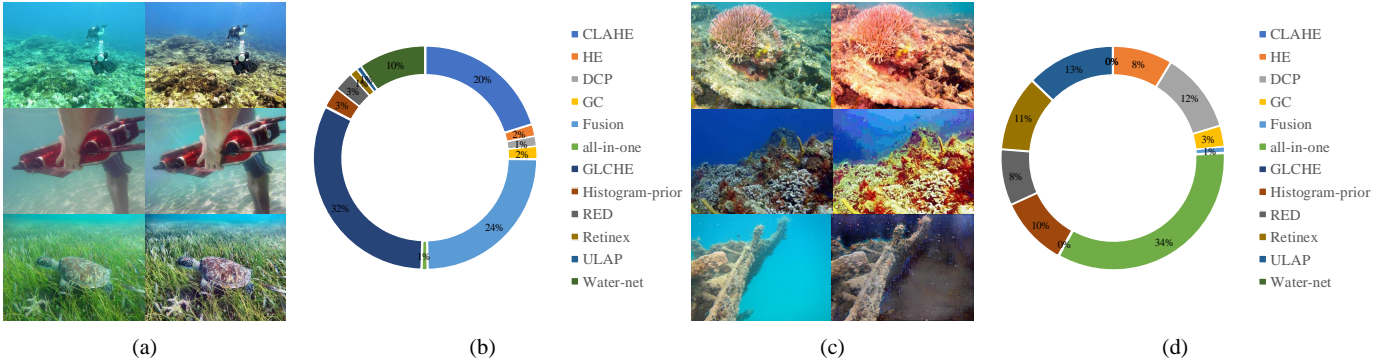 20%
2%
1%
2%
24%
1%
32%
3%
3%
10%
CLAHE
HE
DCP
GC
Fusion
all-in-one
GLCHE
Histogram-prior
RED
Retinex
ULAP
Water-net
0%
8%
12%
3%
1%
34%
0%
10%
8%
11%
13%
CLAHE
HE
DCP
GC
Fusion
all-in-one
GLCHE
Histogram-prior
RED
Retinex
ULAP
Water-net
(a)
(b)
(c)
(d)